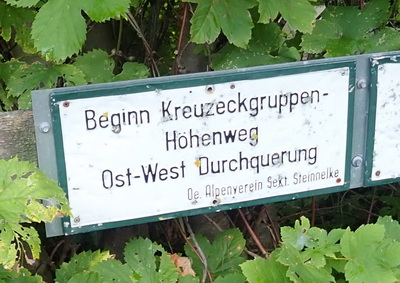 Beginn Kreuzeckgruppen-
Höhenweg
Ost-West Durchquerung
Oe. Alpenverein Sekt. Steinnelke